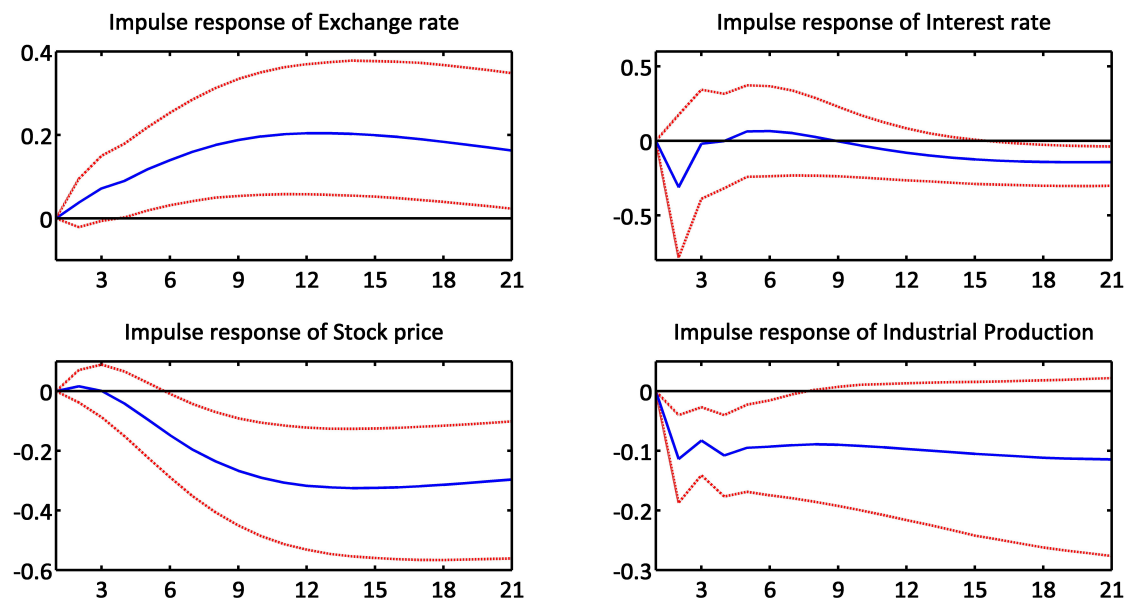 Impulse response of Exchange rate
0.4
0.2
0
3 6 9 12 15 18 21
Impulse response of Interest rate
0.5
0
-0.5
3 6 9 12 15 18 21
Impulse response of Stock price
0
-0.2
-0.4
-0.6
3 6 9 12 15 18 21
Impulse response of Industrial Production
0
-0.1
-0.2
-0.3
3 6 9 12 15 18 21